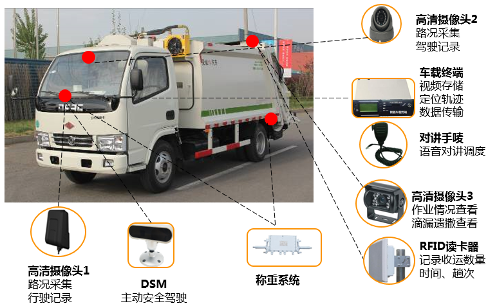 高清摄像头2
路况采集
驾驶记录
车载终端
视频存储
定位轨迹
数据传输
对讲手唛
语音对讲调度
高清摄像头3
作业情况查看
滴漏遗撒查看
RFID读卡器
记录收运数量
时间、趟次
高清摄像头1
路况采集
行驶记录
DSM
主动安全驾驶
称重系统